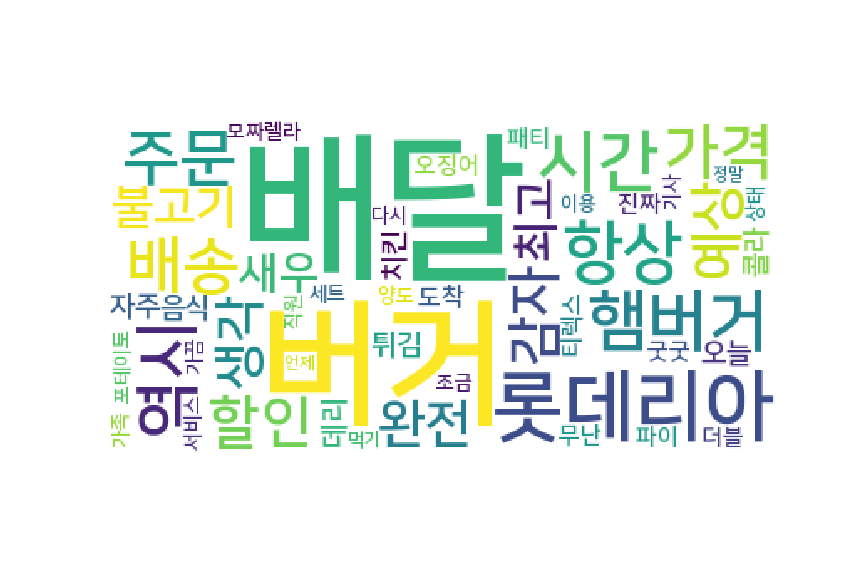 모짜렐라
주문
배달
오징어
패티
시간
가격
정말
불고기
다시
최고
이용
진짜
기사
예상
상태
배송
새우
치킨
항상
콜라
자주음식
세트
양도
도착
감자
햄버거
역시
가끔
생각
직원
버거
언제
튀김
조금
티렉스
굿굿
오늘
포테이토
가족
서비스
할인
데리
먹기
완전
롯데리아
무난
파이
더블